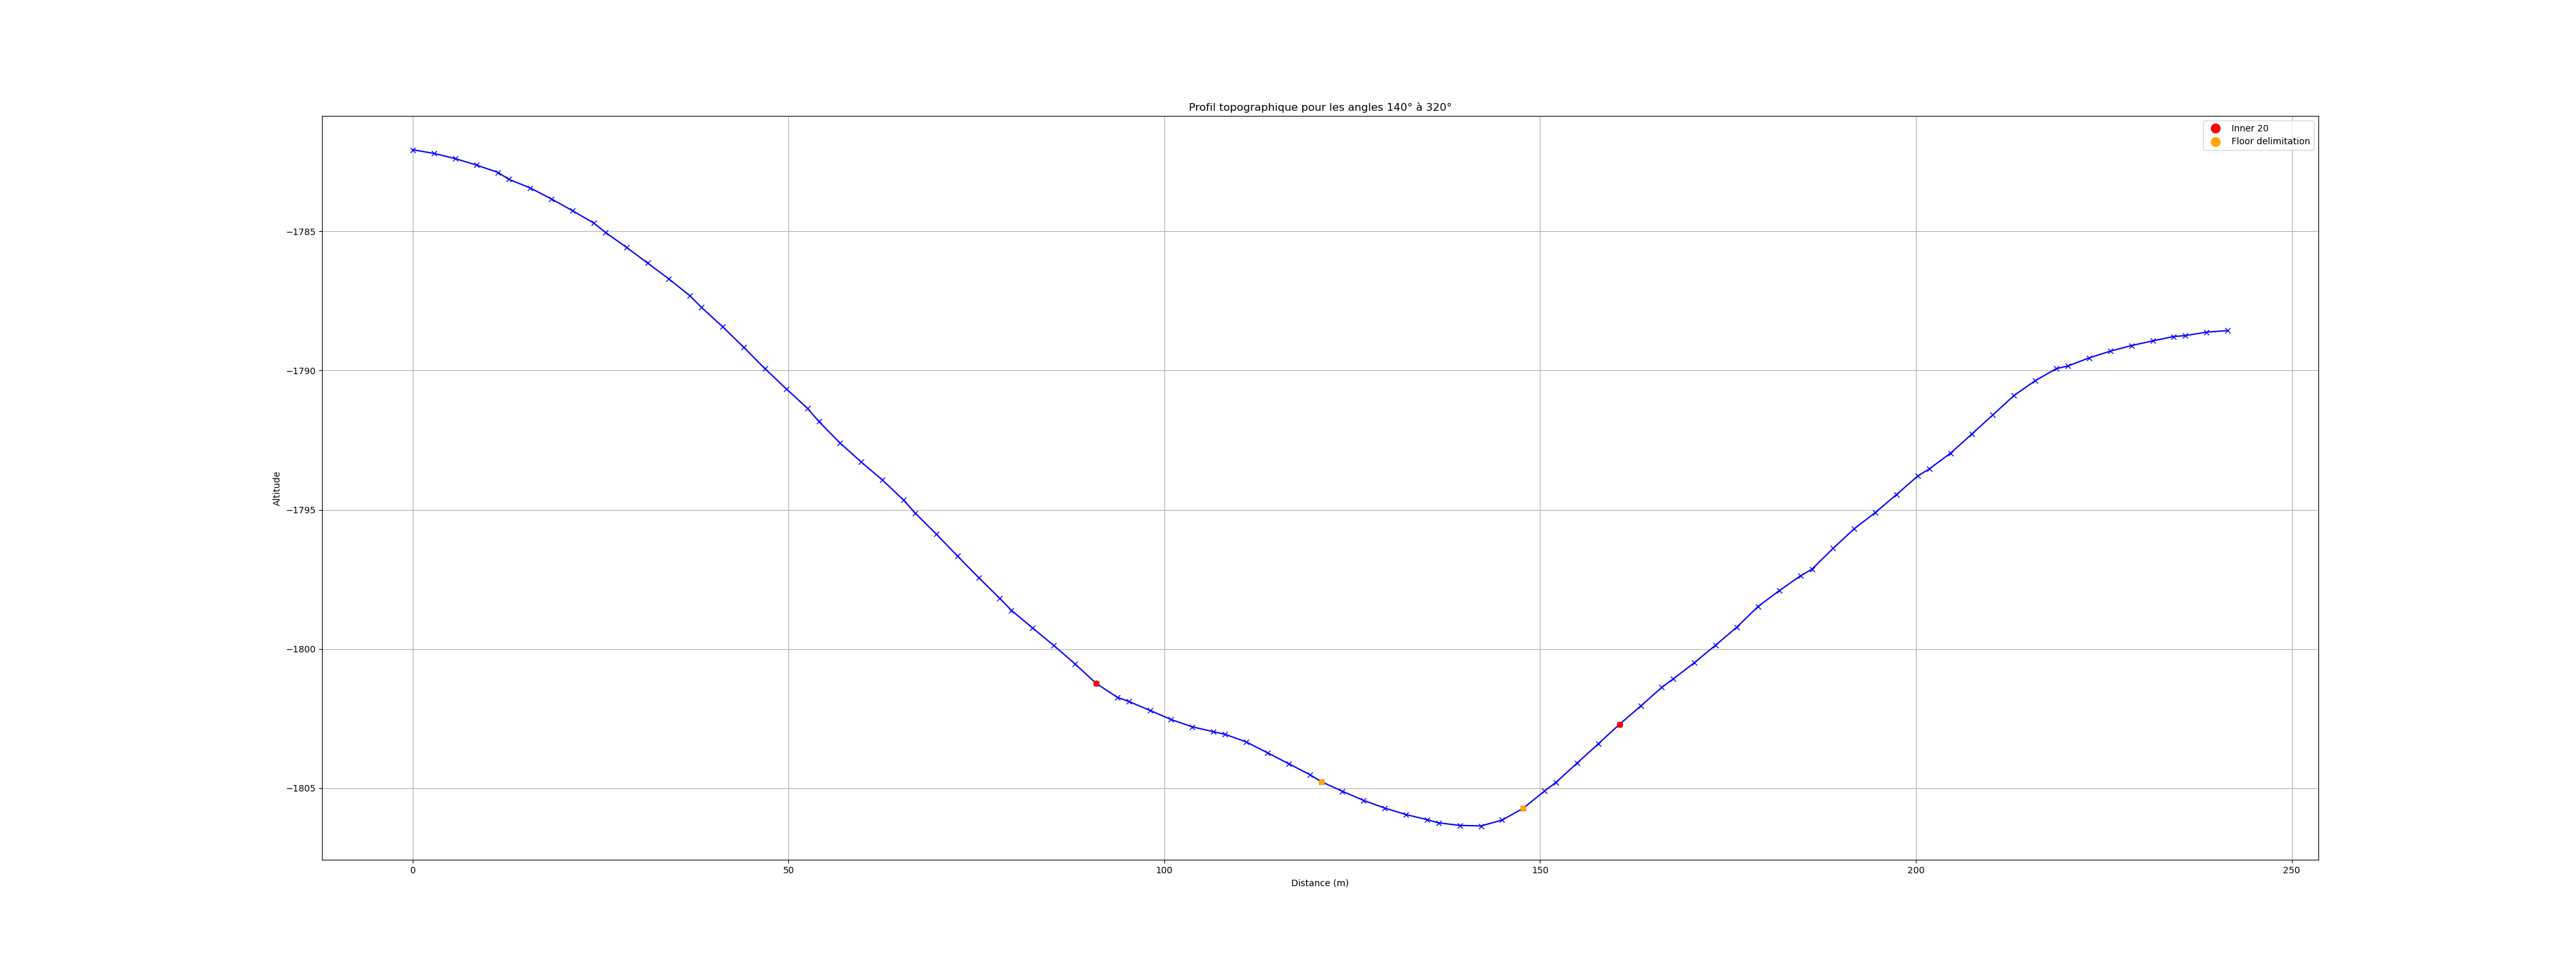 Profil topographique pour les angles 140° à 320°
Inner 20
Floor delimitation
Altitude
−1785
−1790
−1795
−1800
−1805
0 50 100 150 200 250
Distance (m)